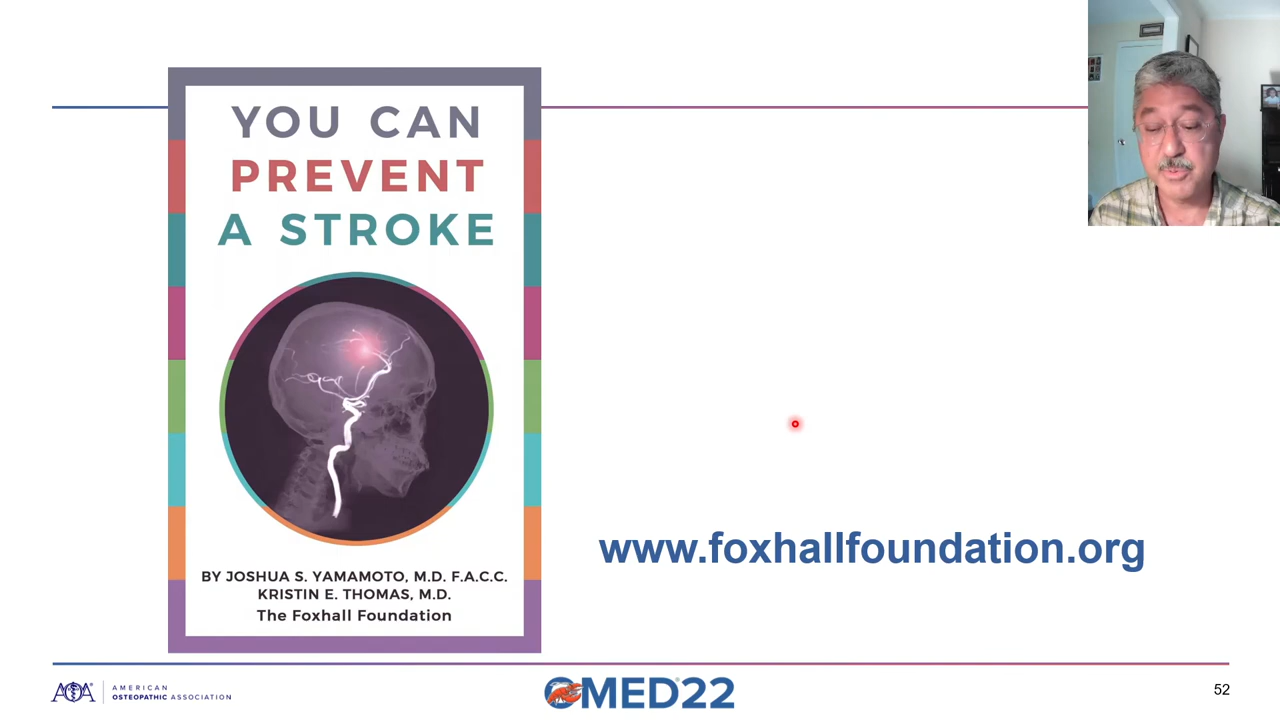 YOU CAN
PREVENT
A STROKE
BY JOSHUA S. YAMAMOTO, M.D. F.A.C.C.
KRISTIN E. THOMAS, M.D.
The Foxhall Foundation
www.foxhallfoundation.org
AOA
AMERICAN
OSTEOPATHIC ASSOCIATION
OMED22
52